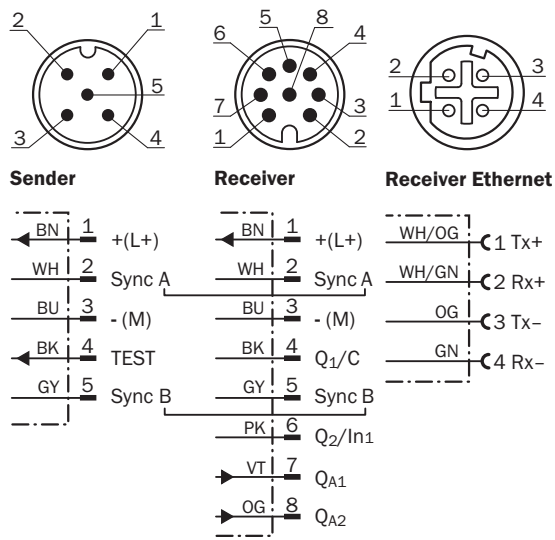 2 1
5
3 4
5 8
6 4
7 3
1 2
2 3
1 4
Sender
BN 1 +(L+)
WH 2 Sync A
BU 3 - (M)
BK 4 TEST
GY 5 Sync B
Receiver
BN 1 +(L+)
WH 2 Sync A
BU 3 - (M)
BK 4 Q1/C
GY 5 Sync B
PK 6 Q2/In1
VT 7 QA1
OG 8 QA2
Receiver Ethernet
WH/OG 1 Tx+
WH/GN 2 Rx+
OG 3 Tx–
GN 4 Rx–